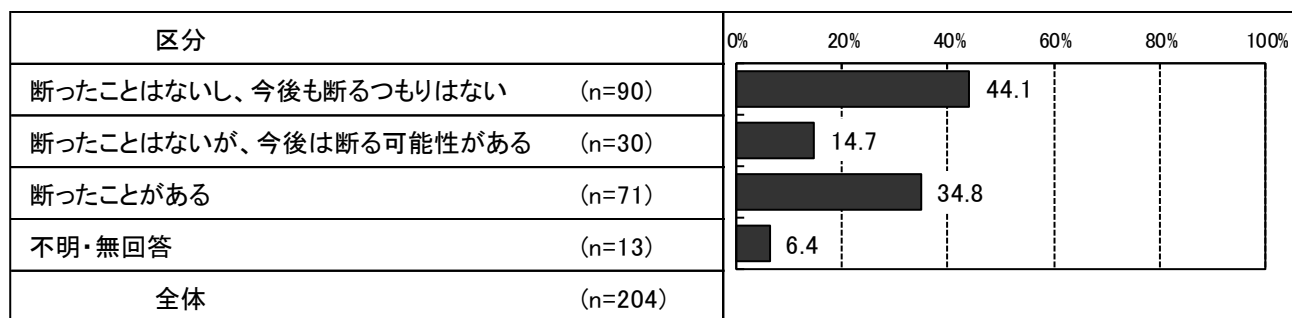 区分 0% 20% 40% 60% 80% 100%
断ったことはないし、今後も断るつもりはない (n=90) 44.1
断ったことはないが、今後は断る可能性がある (n=30) 14.7
断ったことがある (n=71) 34.8
不明・無回答 (n=13) 6.4
全体 (n=204)